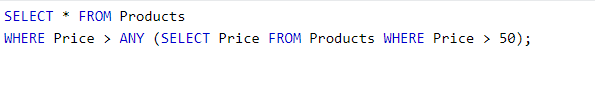 SELECT * FROM Products
WHERE Price > ANY (SELECT Price FROM Products WHERE Price > 50);